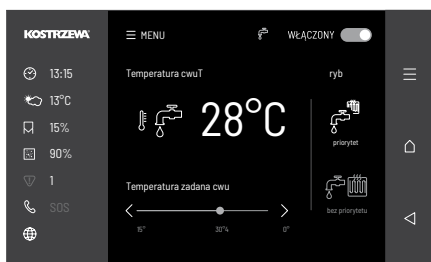 KOSTRZEWA
13:15
13°C
15%
90%
1
SOS
MENU
WŁĄCZONY
Temperatura cwuT
ryb
28°C
priorytet
Temperatura zadana cwu
15°
30°4
0°
bez priorytetu